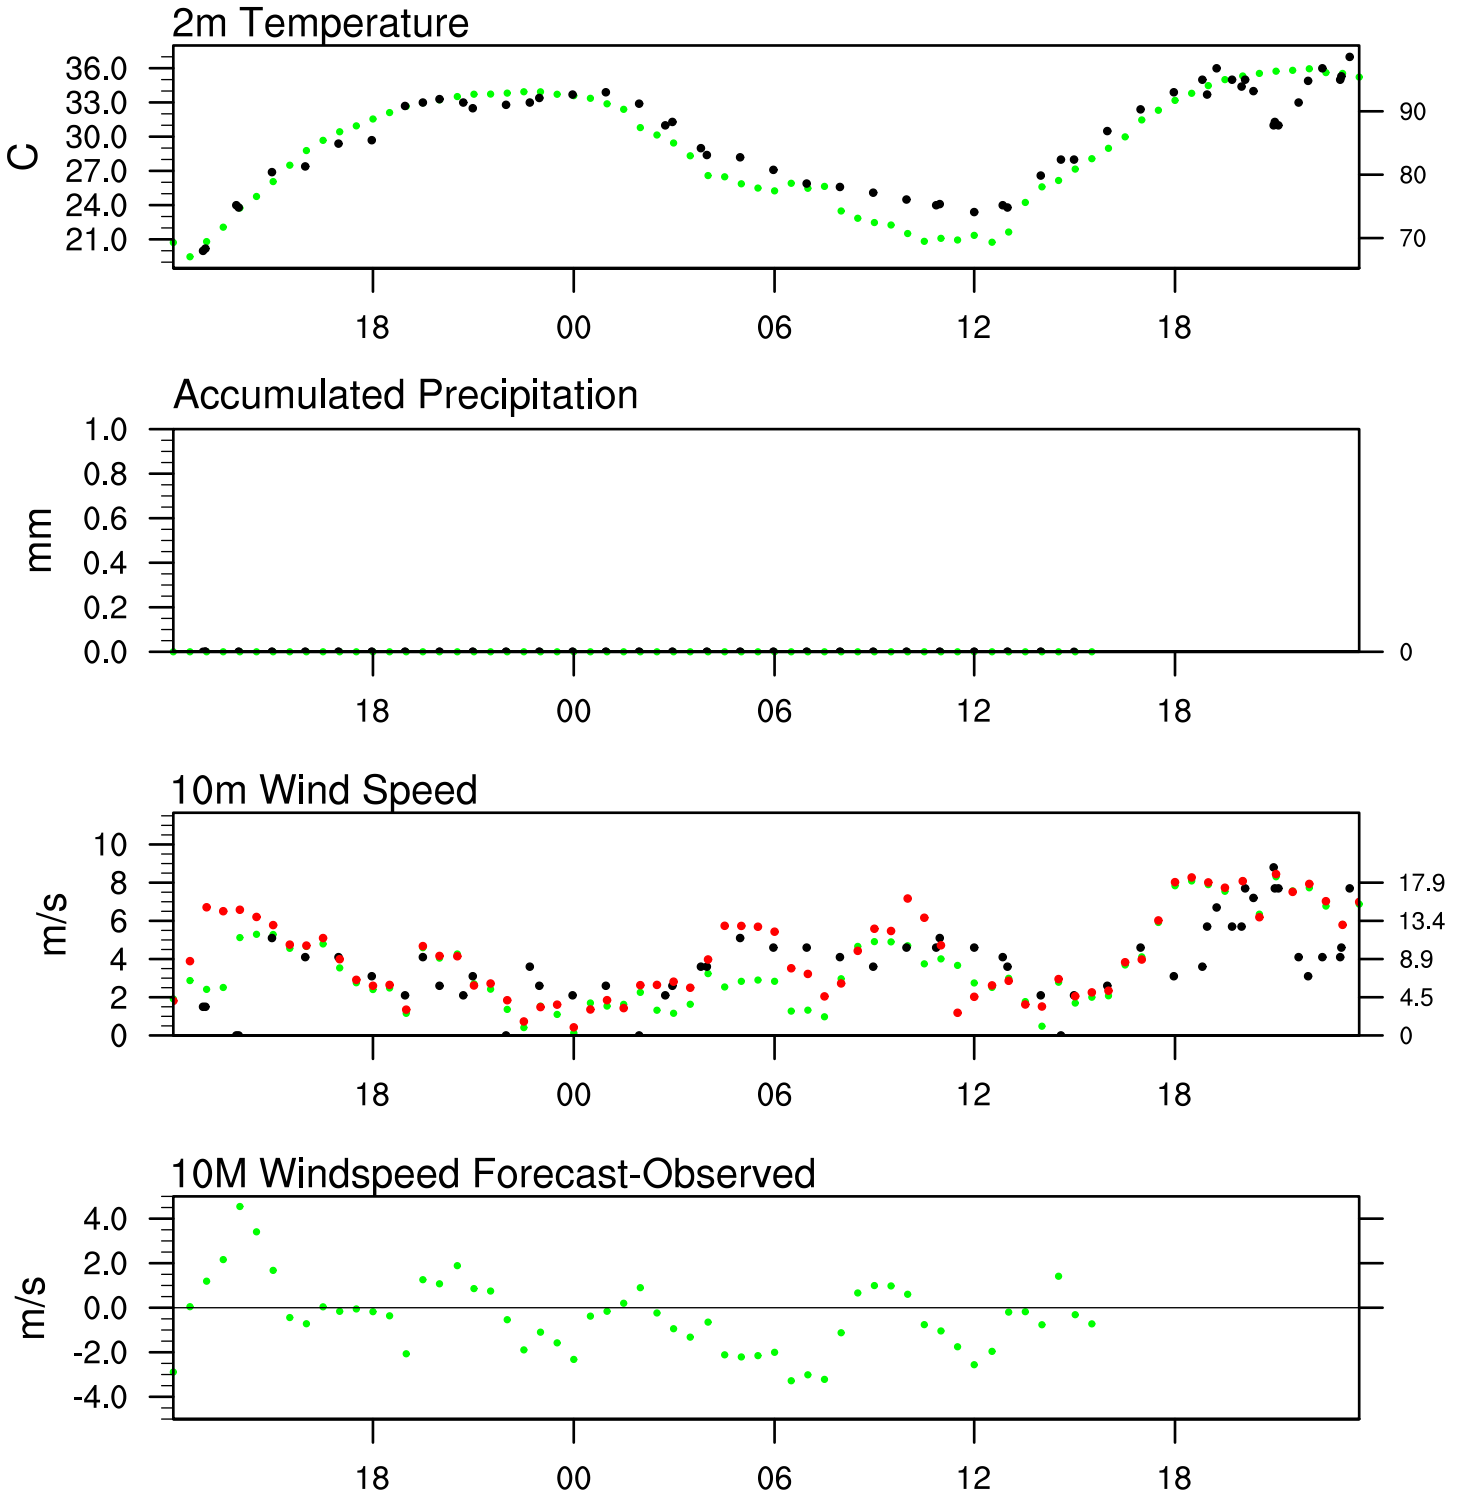 2m Temperature
36.0
33.0
90
30.0
C
27.0
80
24.0
21.0
70
18 00 06 12 18
Accumulated Precipitation
1.0
0.8
0.6
mm
0.4
0.2
0.0
0
18 00 06 12 18
10m Wind Speed
10
8
17.9
m/s
6
13.4
4
8.9
2
4.5
0
0
18 00 06 12 18
10M Windspeed Forecast-Observed
4.0
2.0
m/s
0.0
-2.0
-4.0
18 00 06 12 18